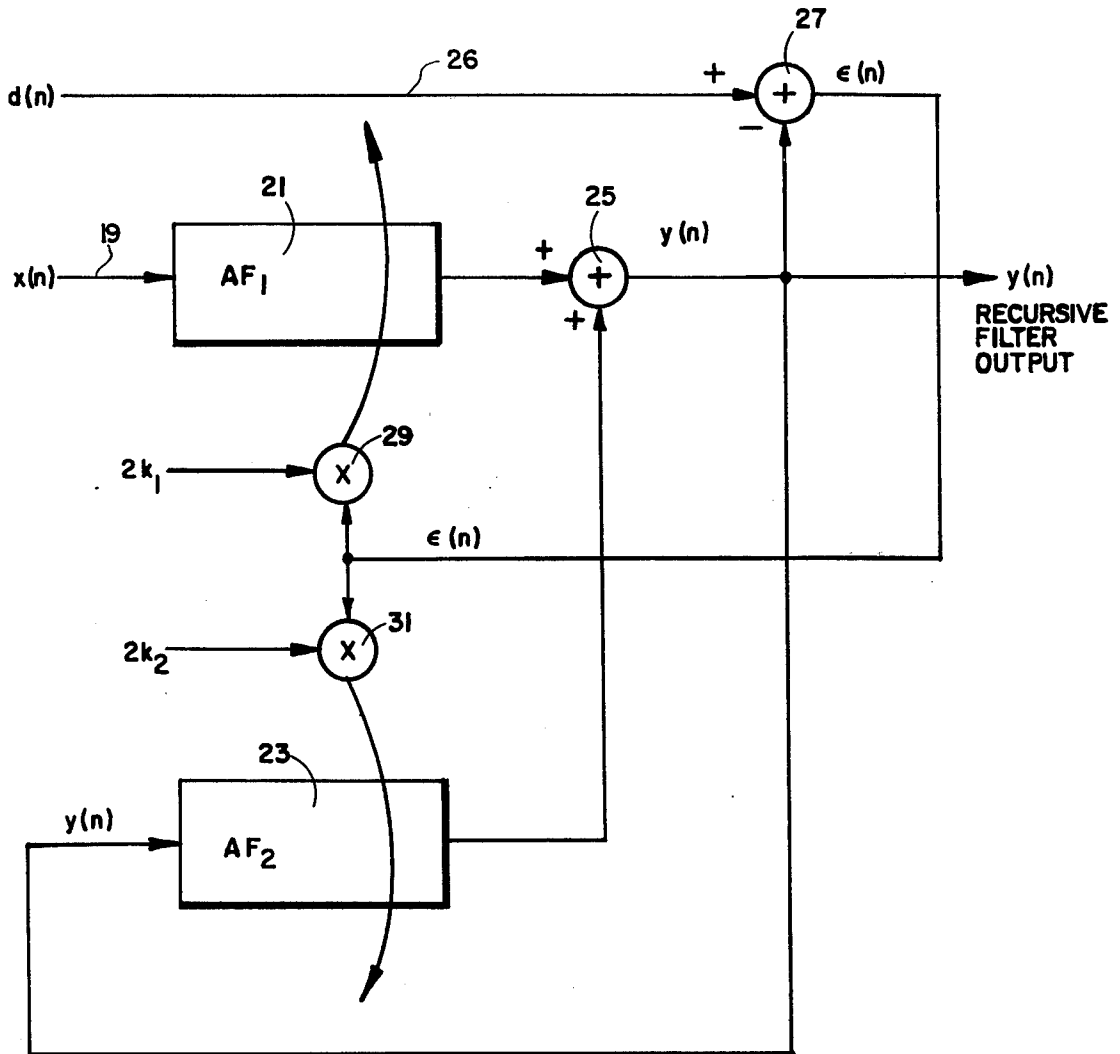 27
ϵ(n)
26
+
d(n)
+
−
21
25
y(n)
19
+
x(n)
AF₁
+
y(n)
+
RECURSIVE
FILTER
OUTPUT
29
2k₁
X
ϵ(n)
31
2k₂
X
23
y(n)
AF₂